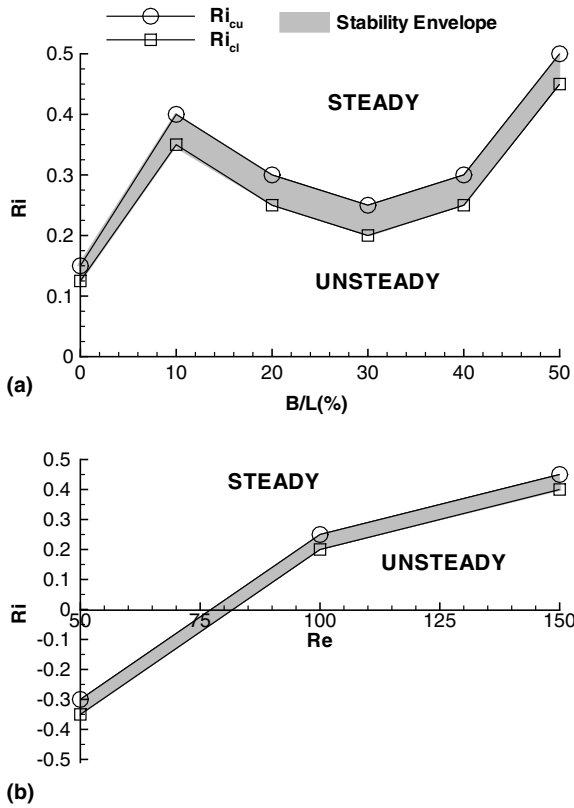 Ri_cu
Ri_cl
Stability Envelope
0.5
0.4
0.3
0.2
0.1
0
Ri
STEADY
UNSTEADY
0 10 20 30 40 50
B/L(%)
(a)
0.5
0.4
0.3
0.2
0.1
0
-0.1
-0.2
-0.3
-0.4
-0.5
Ri
STEADY
UNSTEADY
50 75 100 125 150
Re
(b)